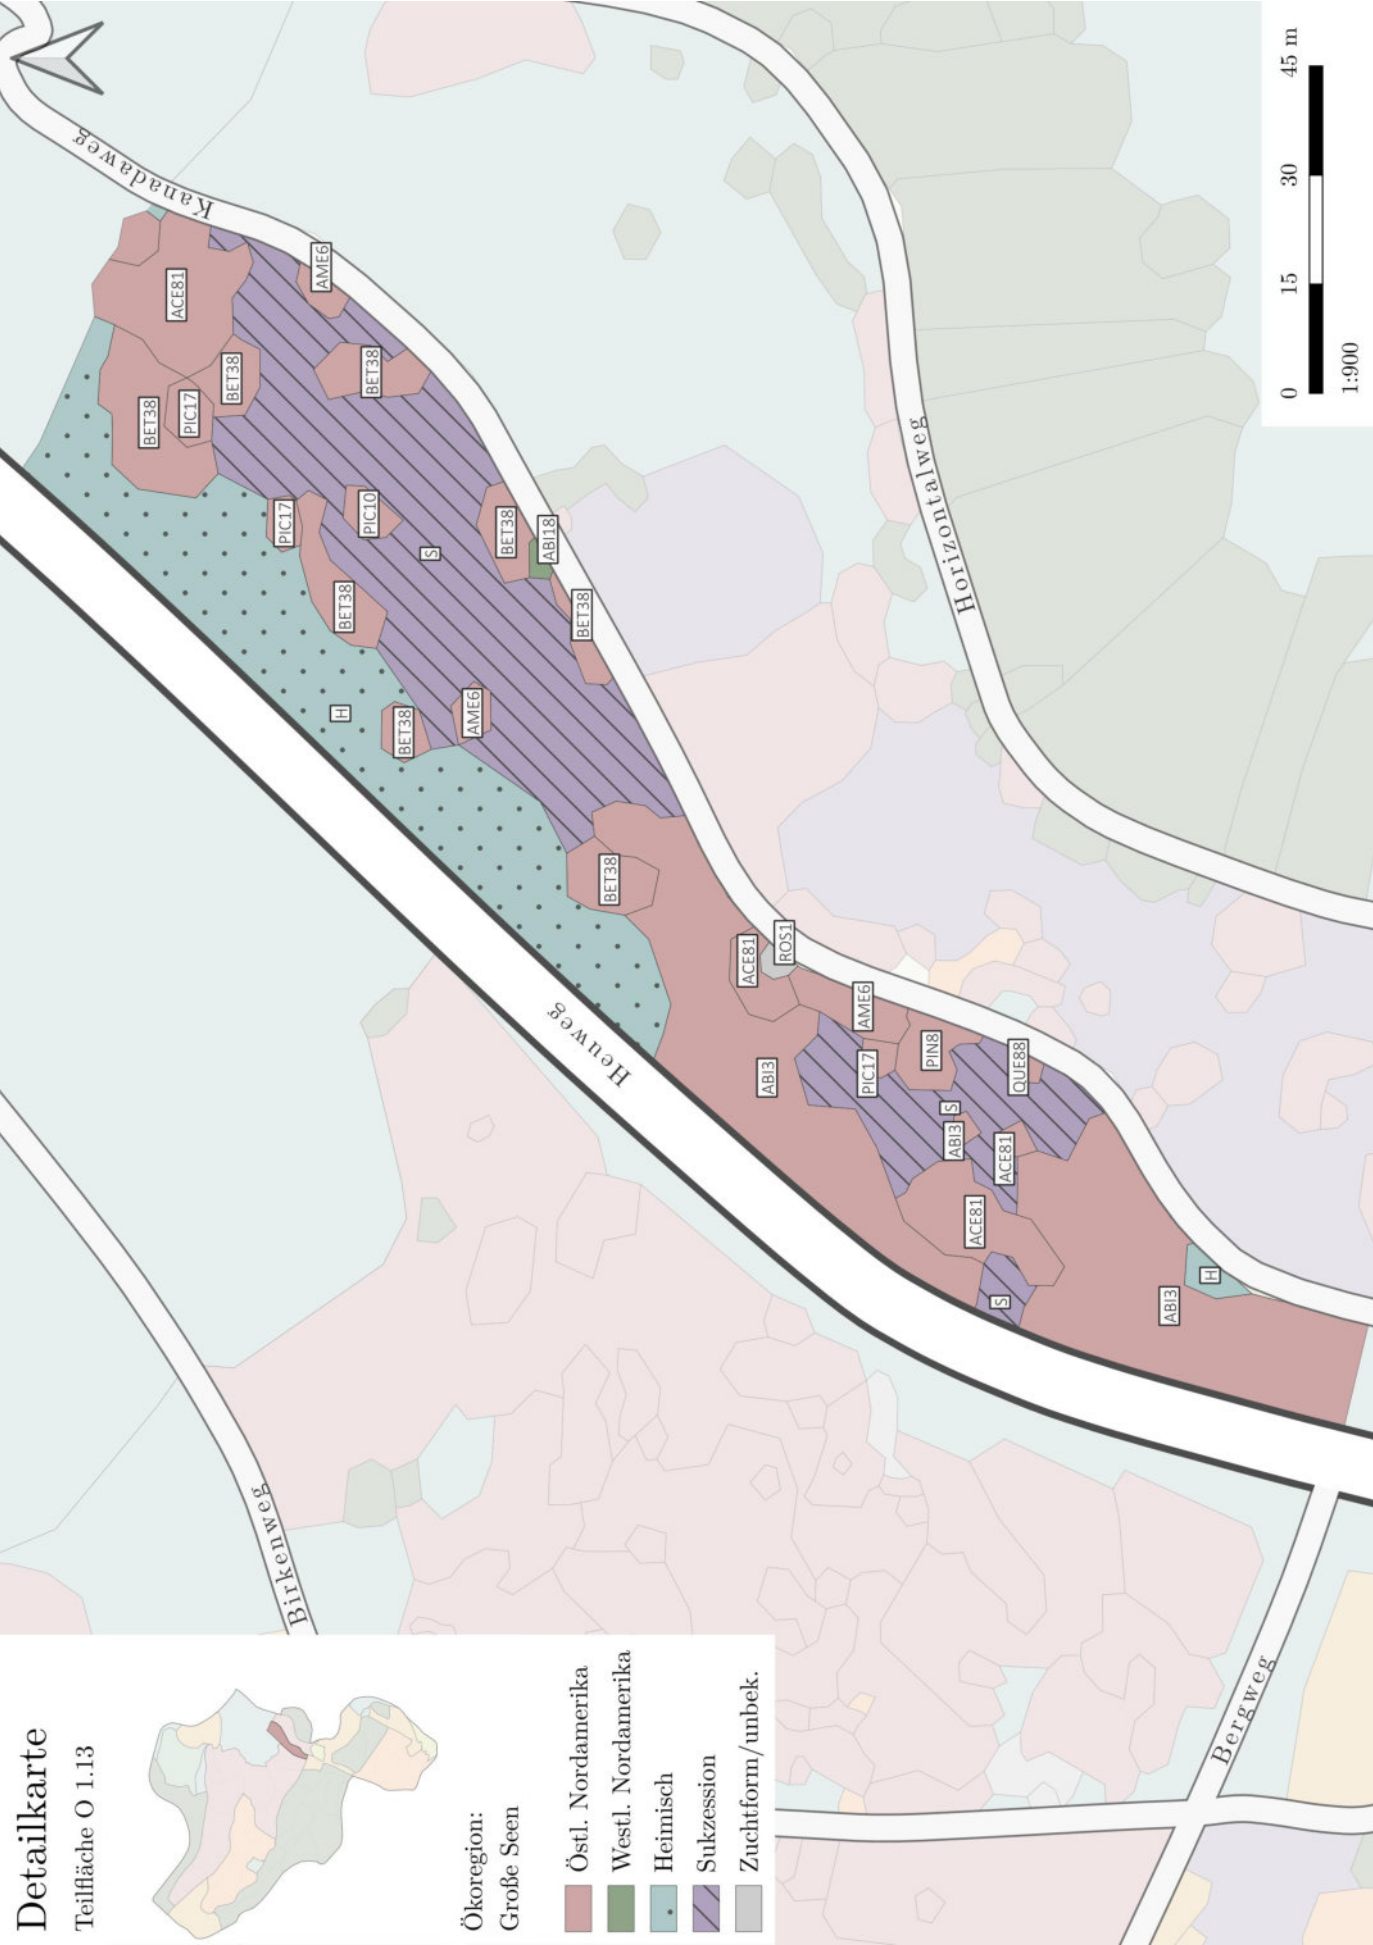 Detailkarte
Teilfläche O 1.13
Ökoregion:
Große Seen
Östl. Nordamerika
Westl. Nordamerika
Heimisch
Sukzession
Zuchtform/unbek.
Birkenweg
Bergweg
Heuweg
Kanadaweg
Horizontalweg
ACE81
BET38
PIC17
BET38
AME6
BET38
PIC17
PIC10
BET38
S
BET38
ABI18
BET38
H
BET38
AME6
BET38
ACE81
ROS1
ABI3
AME6
PIC17
PIN8
QUE88
S
ABI3
ACE81
ACE81
S
ABI3
H
0 15 30 45 m
1:900